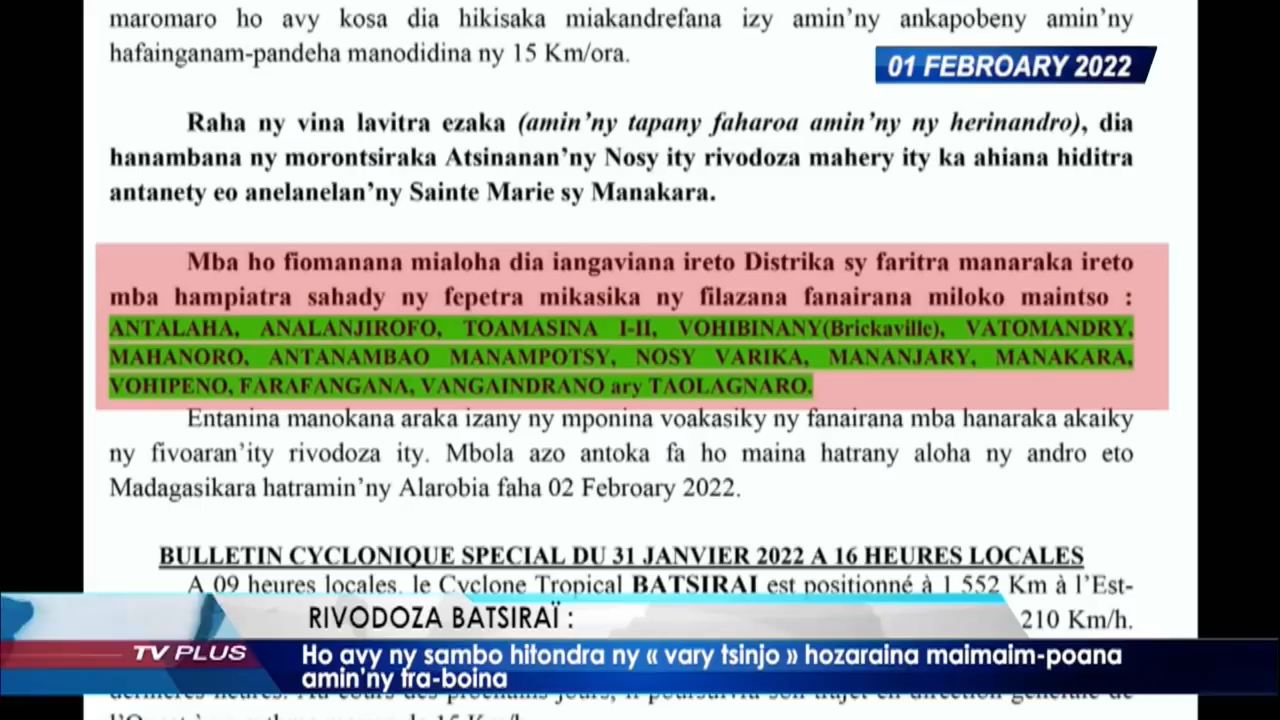 maromaro ho avy kosa dia hikisaka miakandrefana izy amin’ny ankapobeny amin’ny
hafainganam-pandeha manodidina ny 15 Km/ora.
01 FEBROARY 2022
Raha ny vina lavitra ezaka (amin’ny tapany faharoa amin’ny ny herinandro), dia
hanambana ny morontsiraka Atsinanan’ny Nosy ity rivodoza mahery ity ka ahiana hiditra
antanety eo anelanelan’ny Sainte Marie sy Manakara.
Mba ho fiomanana mialoha dia iangaviana ireto Distrika sy faritra manaraka ireto
mba hampiatra sahady ny fepetra mikasika ny filazana fanairana miloko maintso :
ANTALAHA, ANALANJIROFO, TOAMASINA I-II, VOHIBINANY(Brickaville), VATOMANDRY,
MAHANORO, ANTANAMBAO MANAMPOTSY, NOSY VARIKA, MANANJARY, MANAKARA,
VOHIPENO, FARAFANGANA, VANGAINDRANO ary TAOLAGNARO.
Entanina manokana araka izany ny mponina voakasiky ny fanairana mba hanaraka akaiky
ny fivoaran’ity rivodoza ity. Mbola azo antoka fa ho maina hatrany aloha ny andro eto
Madagasikara hatramin’ny Alarobia faha 02 Febroary 2022.
BULLETIN CYCLONIQUE SPECIAL DU 31 JANVIER 2022 A 16 HEURES LOCALES
A 09 heures locales, le Cyclone Tropical BATSIRAI est positionné à 1 552 Km à l’Est-
210 Km/h.
RIVODOZA BATSIRAÏ :
TV PLUS
Ho avy ny sambo hitondra ny « vary tsinjo » hozaraina maimaim-poana
amin’ny tra-boina